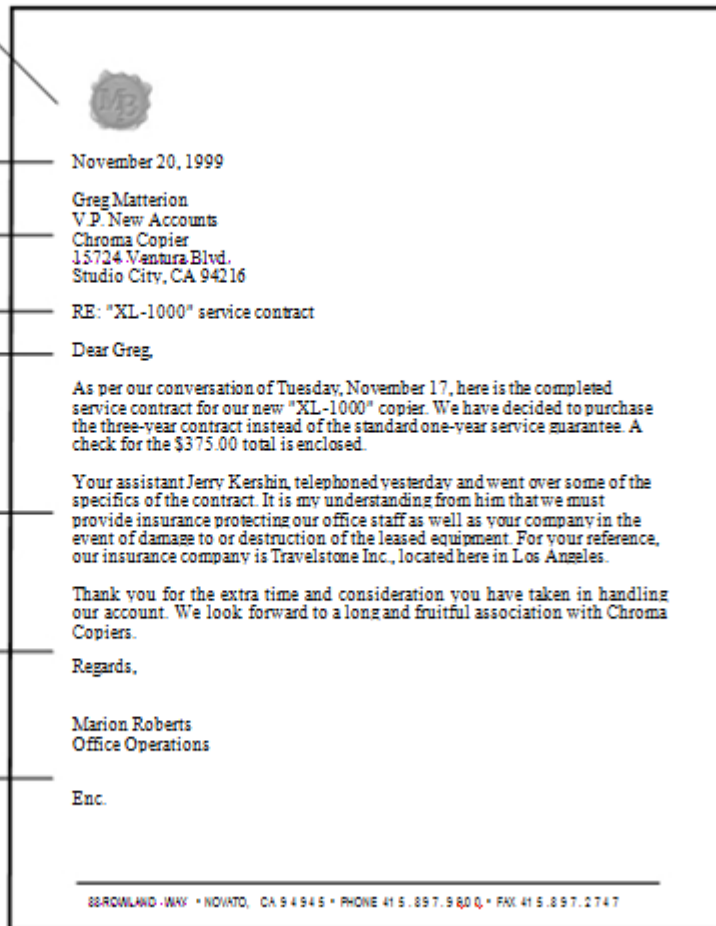 MB
November 20, 1999
Greg Matterion
V.P. New Accounts
Chroma Copier
15724 Ventura Blvd.
Studio City, CA 94216
RE: "XL-1000" service contract
Dear Greg,
As per our conversation of Tuesday, November 17, here is the completed
service contract for our new "XL-1000" copier. We have decided to purchase
the three-year contract instead of the standard one-year service guarantee. A
check for the $375.00 total is enclosed.
Your assistant Jerry Kershin, telephoned yesterday and went over some of the
specifics of the contract. It is my understanding from him that we must
provide insurance protecting our office staff as well as your company in the
event of damage to or destruction of the leased equipment. For your reference,
our insurance company is Travelstone Inc., located here in Los Angeles.
Thank you for the extra time and consideration you have taken in handling
our account. We look forward to a long and fruitful association with Chroma
Copiers.
Regards,
Marion Roberts
Office Operations
Enc.
88 ROWLAND WAY • NOVATO, CA 94945 • PHONE 415.897.9800 • FAX 415.897.2747